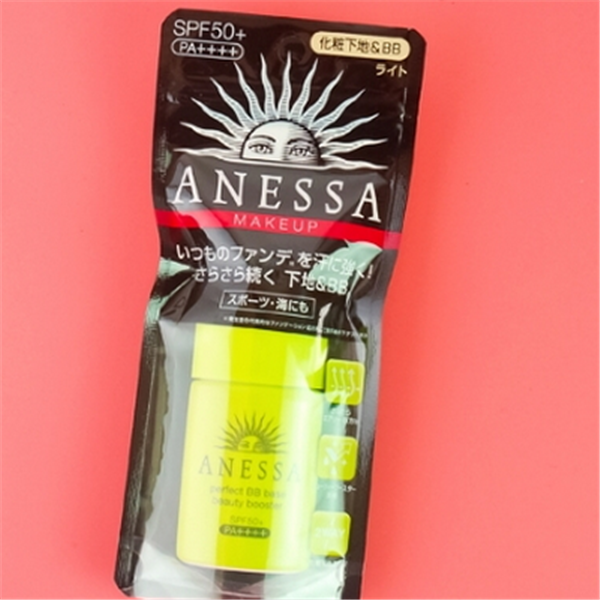 SPF50+
PA++++
化粧下地&BB
ライト
ANESSA
MAKEUP
いつものファンデ。を汗に強く!
さらさら続く 下地&BB
スポーツ・海にも
ANESSA
perfect BB base
beauty booster
SPF50+
PA++++